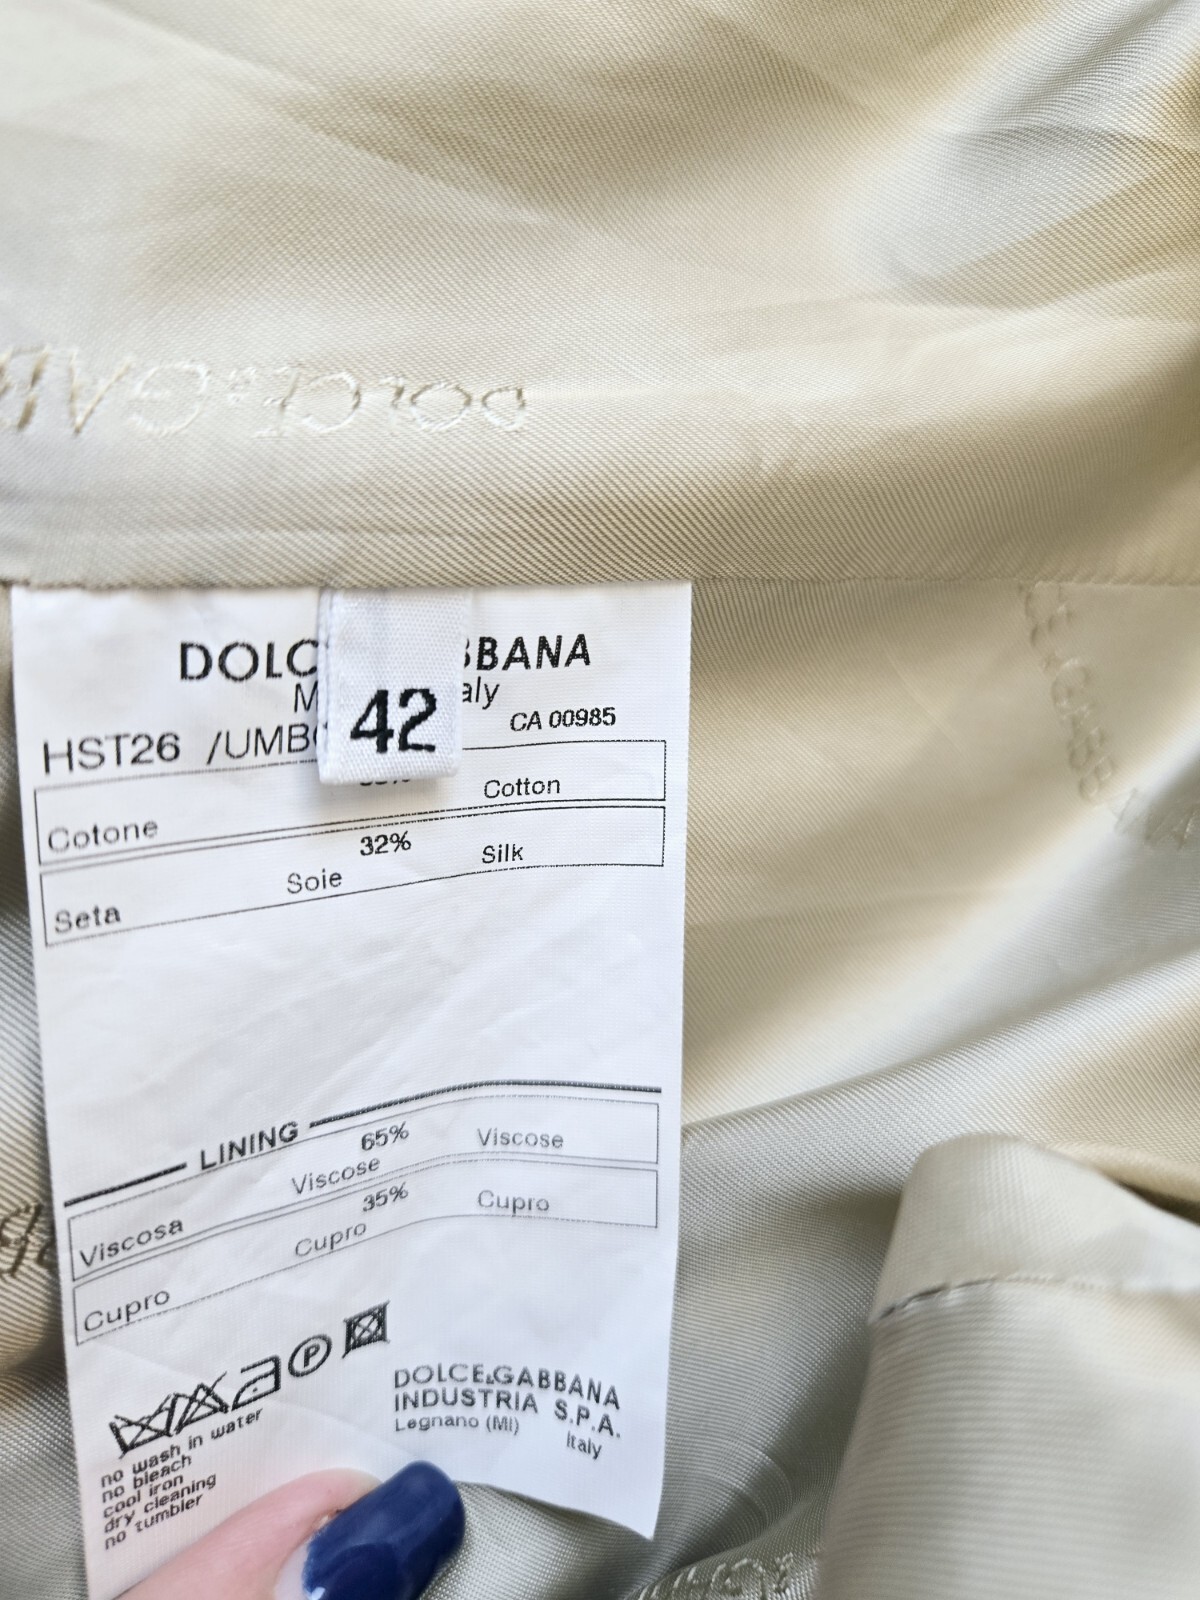 DOLCE&GAB
DOLC BBANA
M aly
42
HST26 /UMB CA 00985
Cotone Cotton
Seta Soie 32% Silk
LINING
Viscosa Viscose 65% Viscose
Cupro Cupro 35% Cupro
P
no wash in water
no bleach
cool iron
dry cleaning
no tumbler
DOLCE&GABBANA
INDUSTRIA S.P.A.
Legnano (MI)
Italy